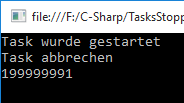 file:///F:/C-Sharp/TasksStopp
Task wurde gestartet
Task abbrechen
199999991